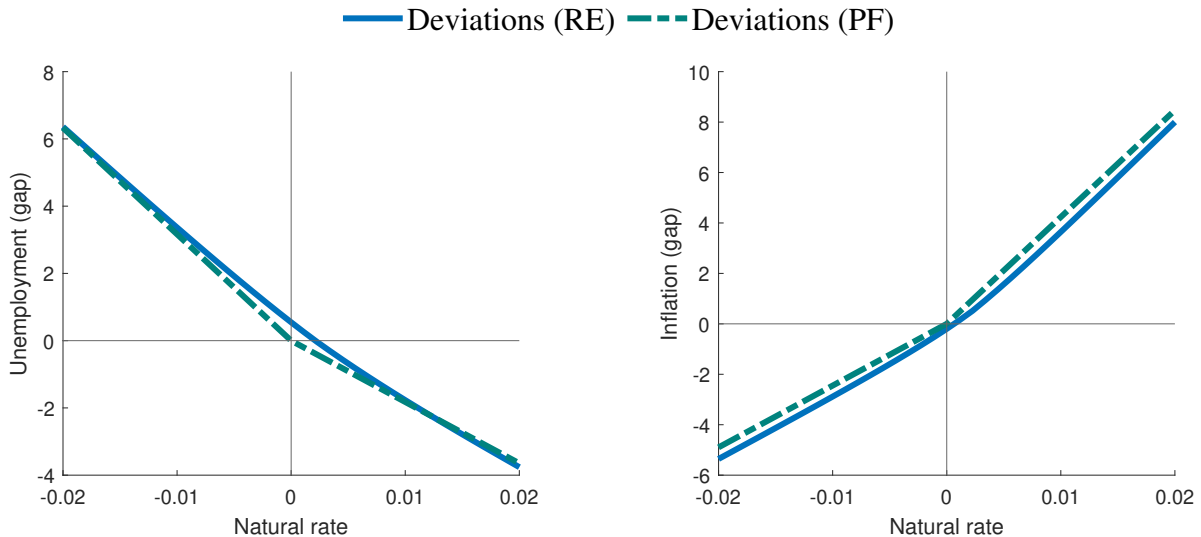 Deviations (RE) Deviations (PF)
Unemployment (gap)
8
6
4
2
0
-2
-4
-0.02 -0.01 0 0.01 0.02
Natural rate
Inflation (gap)
10
8
6
4
2
0
-2
-4
-6
-0.02 -0.01 0 0.01 0.02
Natural rate